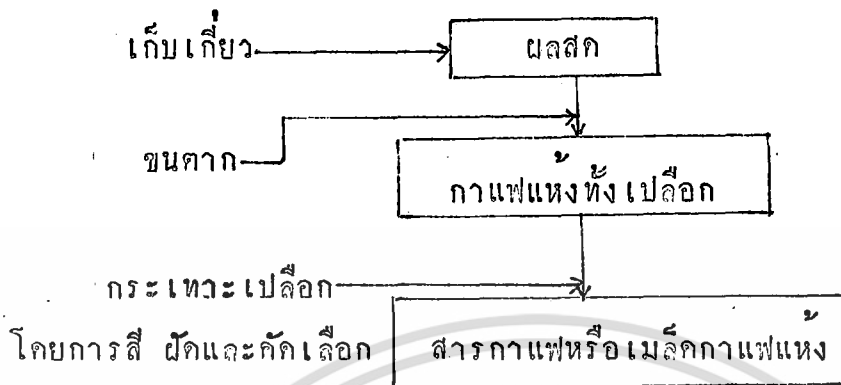 เก็บเกี่ยว ผลสด
ขนตาก
กาแฟแห้งทั้งเปลือก
กระเทาะเปลือก
โดยการสี ฝัดและคัดเลือก สารกาแฟหรือเมล็ดกาแฟแห้ง